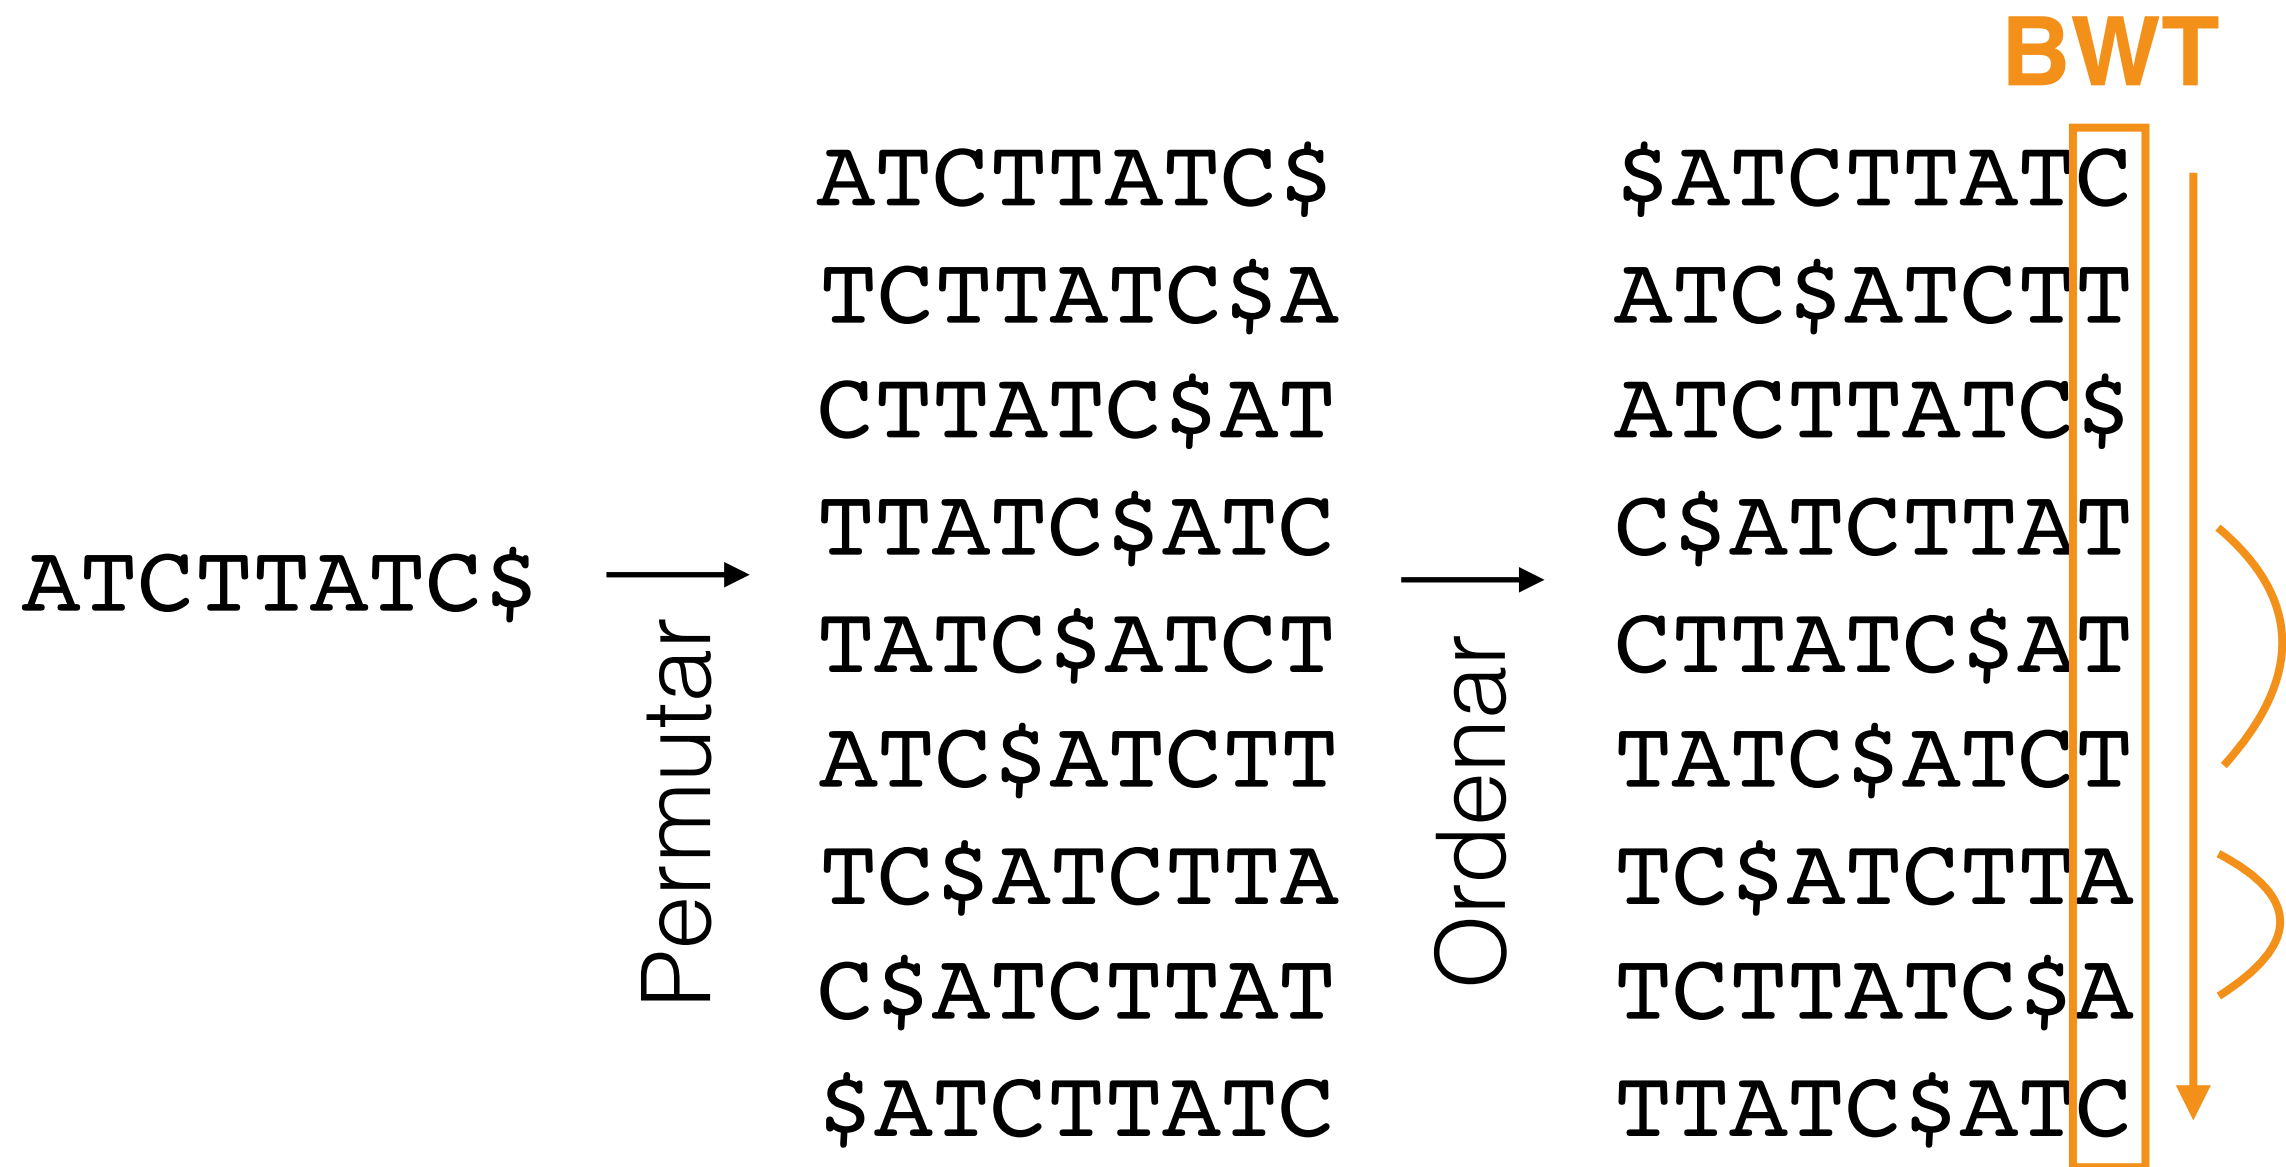 BWT
ATCTTATC$
Permutar
ATCTTATC$
TCTTATC$A
CTTATC$AT
TTATC$ATC
TATC$ATCT
ATC$ATCTT
TC$ATCTTA
C$ATCTTAT
$ATCTTATC
Ordenar
$ATCTTATC
ATC$ATCTT
ATCTTATC$
C$ATCTTAT
CTTATC$AT
TATC$ATCT
TC$ATCTTA
TCTTATC$A
TTATC$ATC